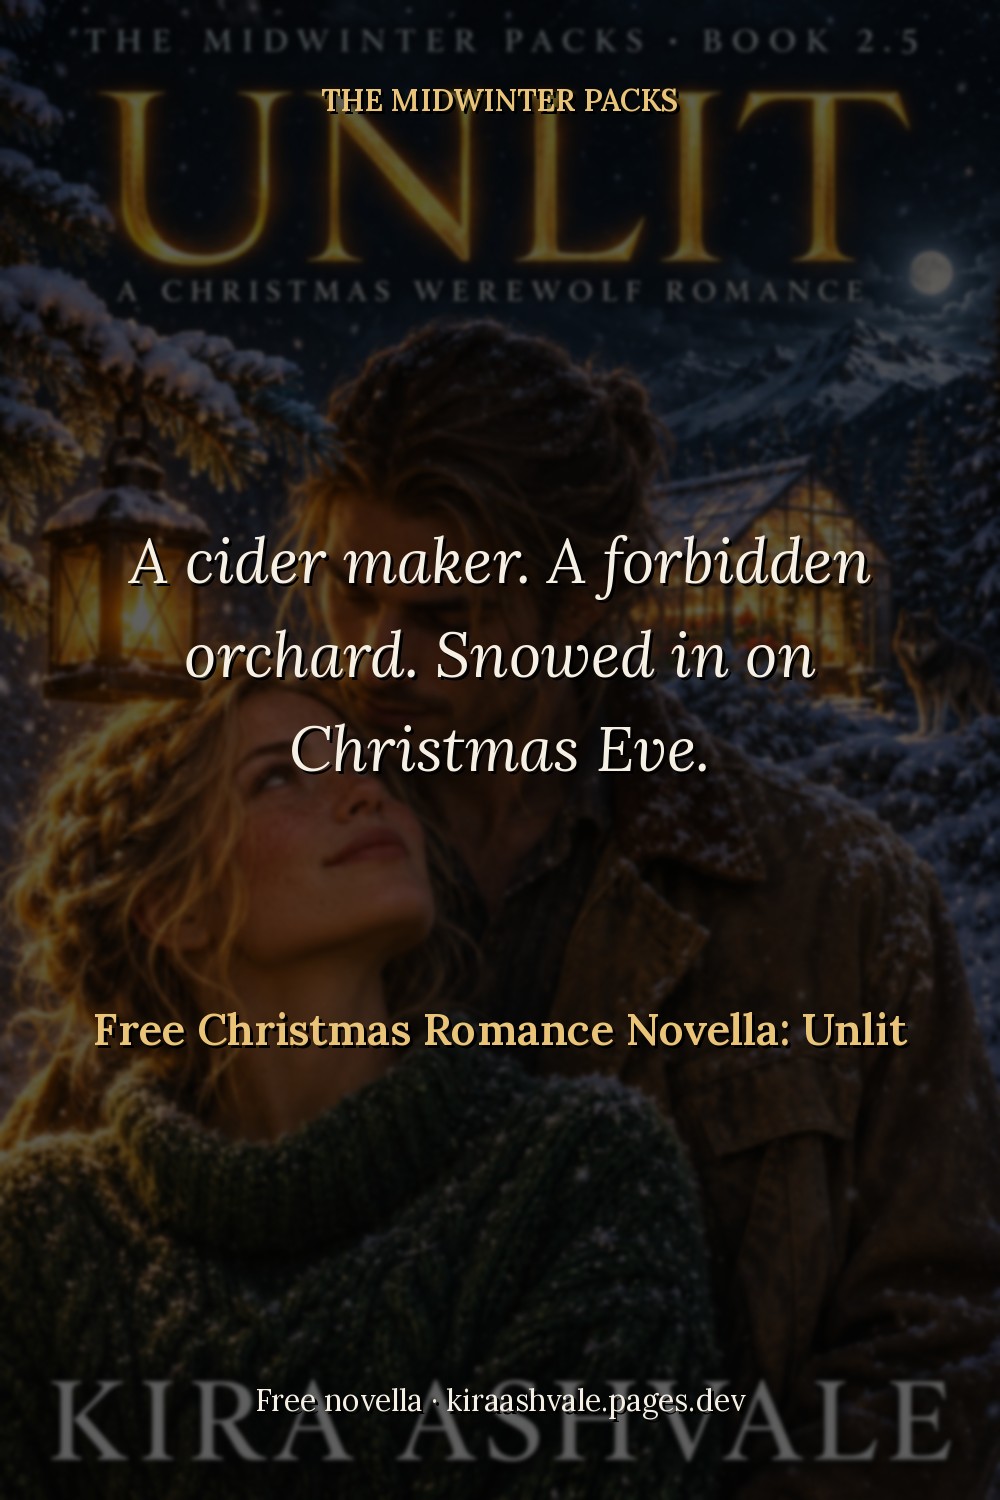 THE MIDWINTER PACKS · BOOK 2.5
THE MIDWINTER PACKS
UNLIT
A CHRISTMAS WEREWOLF ROMANCE
A cider maker. A forbidden
orchard. Snowed in on
Christmas Eve.
Free Christmas Romance Novella: Unlit
Free novella · kiraashvale.pages.dev
KIRA ASHVALE